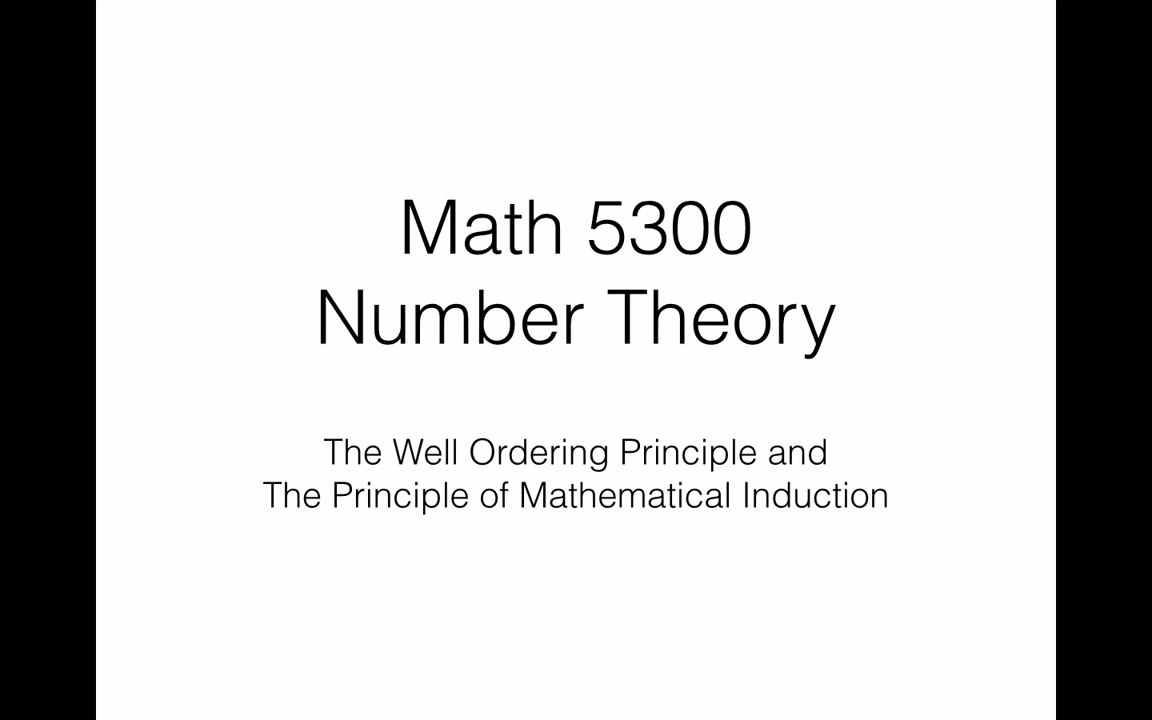 Math 5300
Number Theory
The Well Ordering Principle and
The Principle of Mathematical Induction